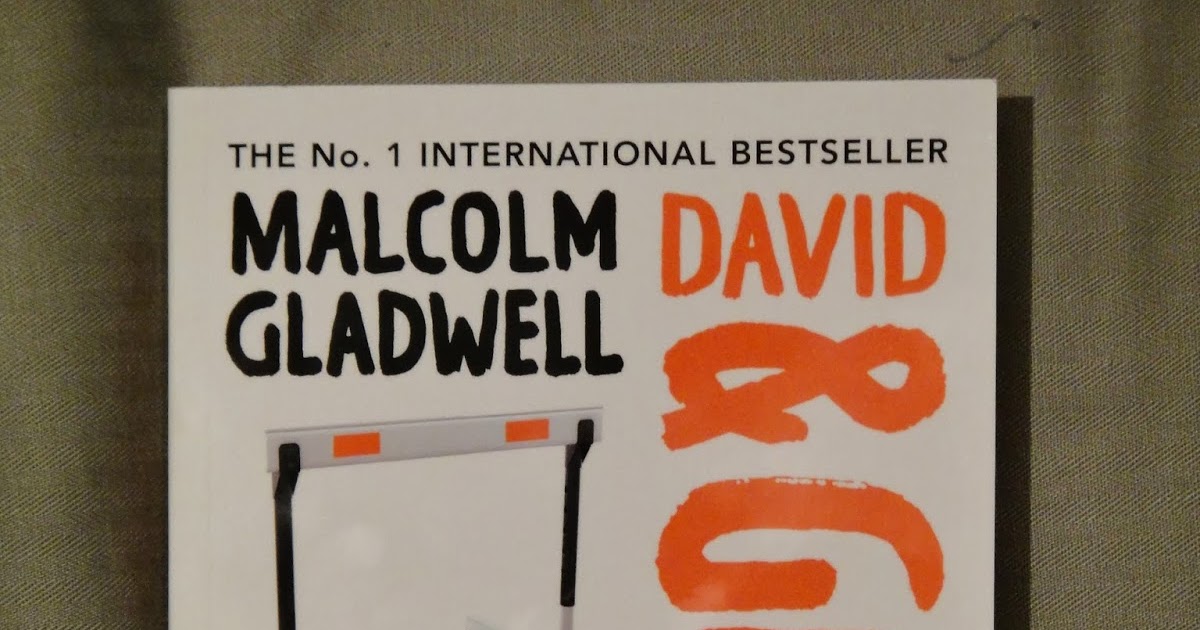 THE No. 1 INTERNATIONAL BESTSELLER
MALCOLM
GLADWELL
DAVID
& G